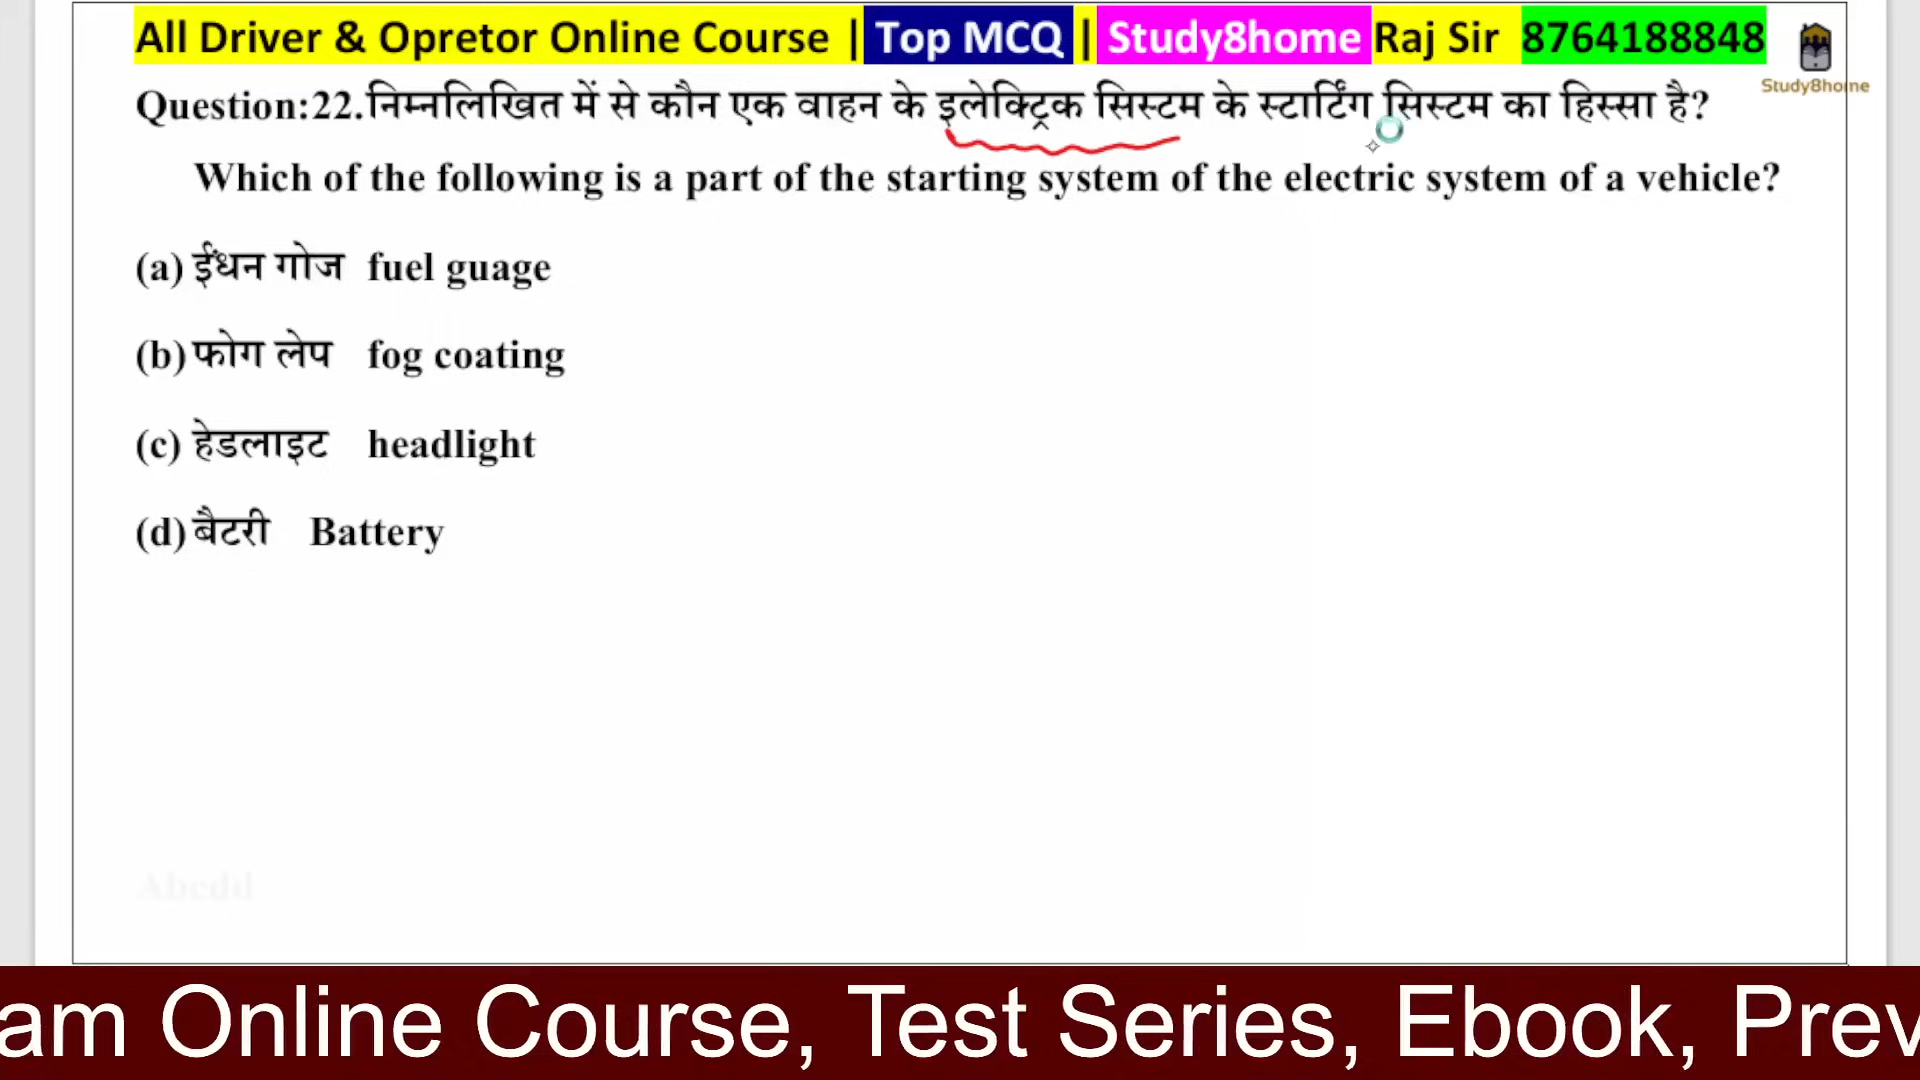 All Driver & Opretor Online Course | Top MCQ | Study8home Raj Sir 8764188848
Study8home
Question:22.निम्नलिखित में से कौन एक वाहन के इलेक्ट्रिक सिस्टम के स्टार्टिंग सिस्टम का हिस्सा है?
Which of the following is a part of the starting system of the electric system of a vehicle?
(a) ईंधन गोज fuel guage
(b) फोग लेप fog coating
(c) हेडलाइट headlight
(d) बैटरी Battery
Abcdd
am Online Course, Test Series, Ebook, Prev